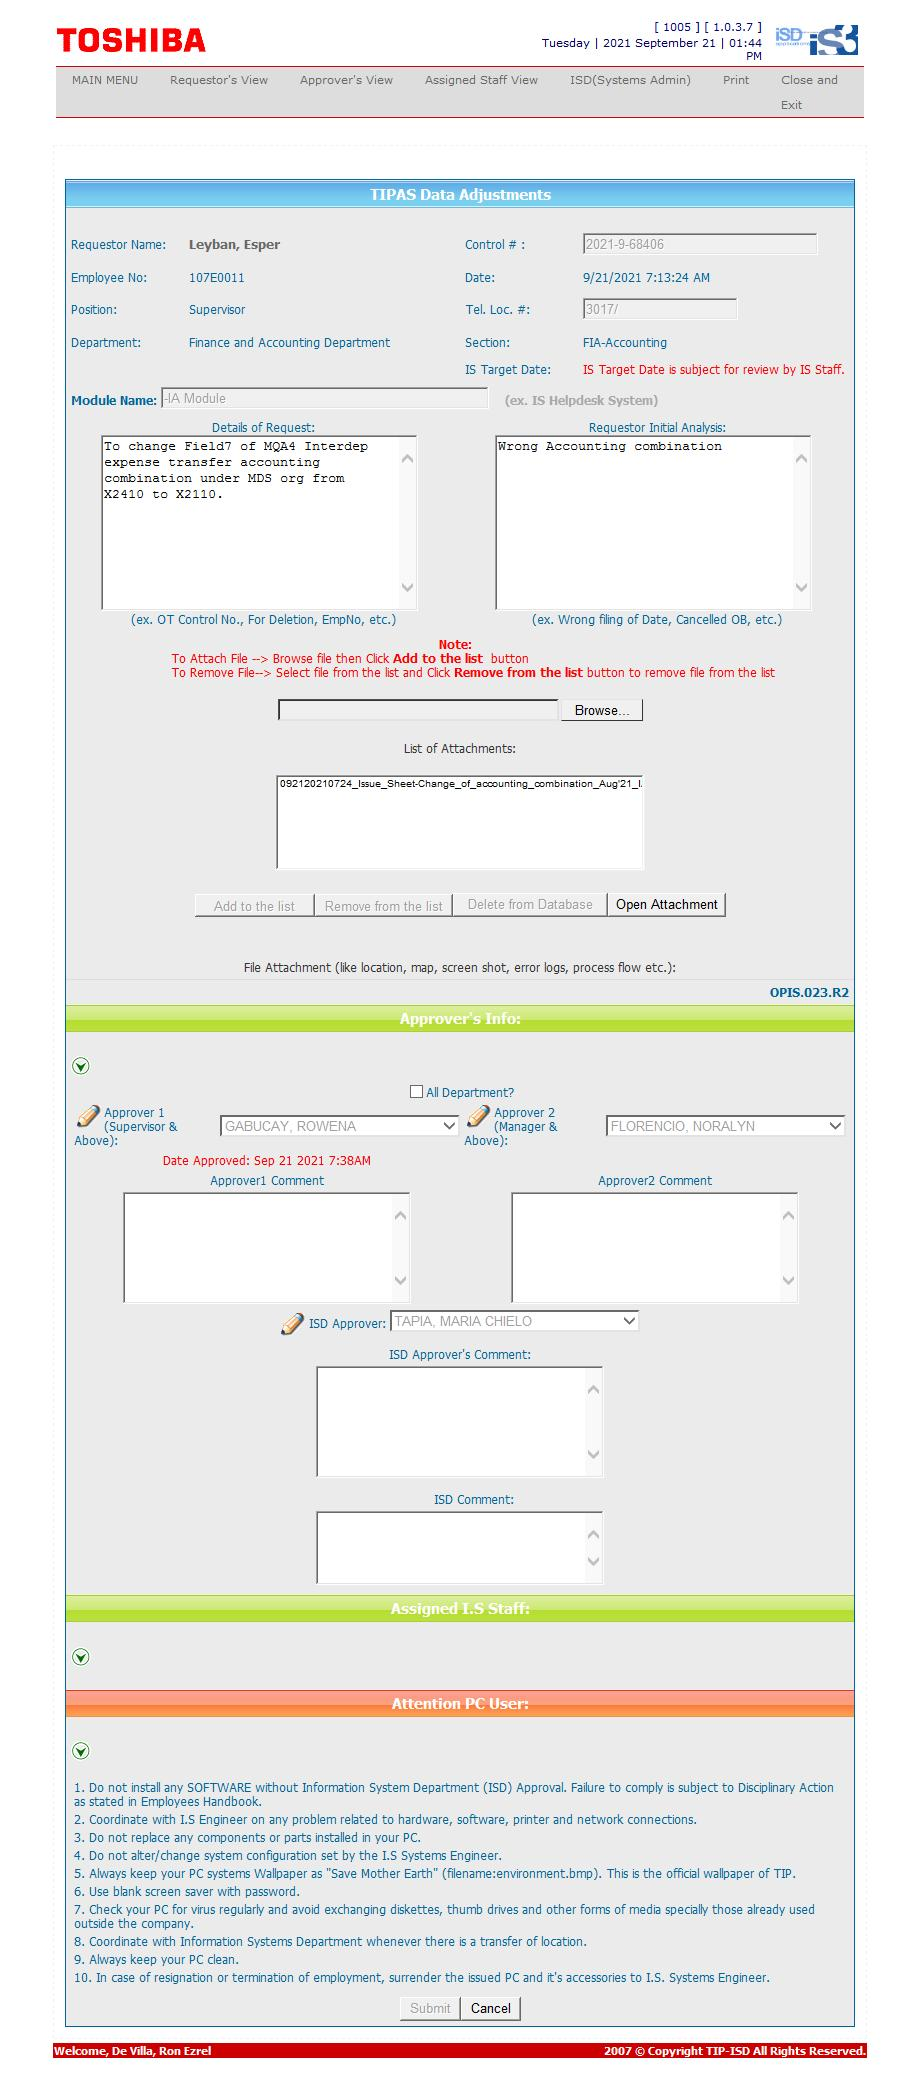 TOSHIBA
[ 1005 ] [ 1.0.3.7 ]
Tuesday | 2021 September 21 | 01:44
PM
iSD
iS3
MAIN MENU Requestor's View Approver's View Assigned Staff View ISD(Systems Admin) Print Close and
Exit
TIPAS Data Adjustments
Requestor Name: Leyban, Esper Control # : 2021-9-68406
Employee No: 107E0011 Date: 9/21/2021 7:13:24 AM
Position: Supervisor Tel. Loc. #: 3017/
Department: Finance and Accounting Department Section: FIA-Accounting
IS Target Date: IS Target Date is subject for review by IS Staff.
Module Name: -IA Module (ex. IS Helpdesk System)
Details of Request: Requestor Initial Analysis:
To change Field7 of MQA4 Interdep
expense transfer accounting
combination under MDS org from
X2410 to X2110.
Wrong Accounting combination
(ex. OT Control No., For Deletion, EmpNo, etc.) (ex. Wrong filing of Date, Cancelled OB, etc.)
Note:
To Attach File --> Browse file then Click Add to the list button
To Remove File--> Select file from the list and Click Remove from the list button to remove file from the list
Browse...
List of Attachments:
092120210724_Issue_Sheet-Change_of_accounting_combination_Aug'21_I.
Add to the list Remove from the list Delete from Database Open Attachment
File Attachment (like location, map, screen shot, error logs, process flow etc.):
OPIS.023.R2
Approver's Info:
All Department?
Approver 1
(Supervisor &
Above):
GABUCAY, ROWENA
Approver 2
(Manager &
Above):
FLORENCIO, NORALYN
Date Approved: Sep 21 2021 7:38AM
Approver1 Comment Approver2 Comment
ISD Approver: TAPIA, MARIA CHIELO
ISD Approver's Comment:
ISD Comment:
Assigned I.S Staff:
Attention PC User:
1. Do not install any SOFTWARE without Information System Department (ISD) Approval. Failure to comply is subject to Disciplinary Action
as stated in Employees Handbook.
2. Coordinate with I.S Engineer on any problem related to hardware, software, printer and network connections.
3. Do not replace any components or parts installed in your PC.
4. Do not alter/change system configuration set by the I.S Systems Engineer.
5. Always keep your PC systems Wallpaper as "Save Mother Earth" (filename:environment.bmp). This is the official wallpaper of TIP.
6. Use blank screen saver with password.
7. Check your PC for virus regularly and avoid exchanging diskettes, thumb drives and other forms of media specially those already used
outside the company.
8. Coordinate with Information Systems Department whenever there is a transfer of location.
9. Always keep your PC clean.
10. In case of resignation or termination of employment, surrender the issued PC and it's accessories to I.S. Systems Engineer.
Submit Cancel
Welcome, De Villa, Ron Ezrel 2007 © Copyright TIP-ISD All Rights Reserved.